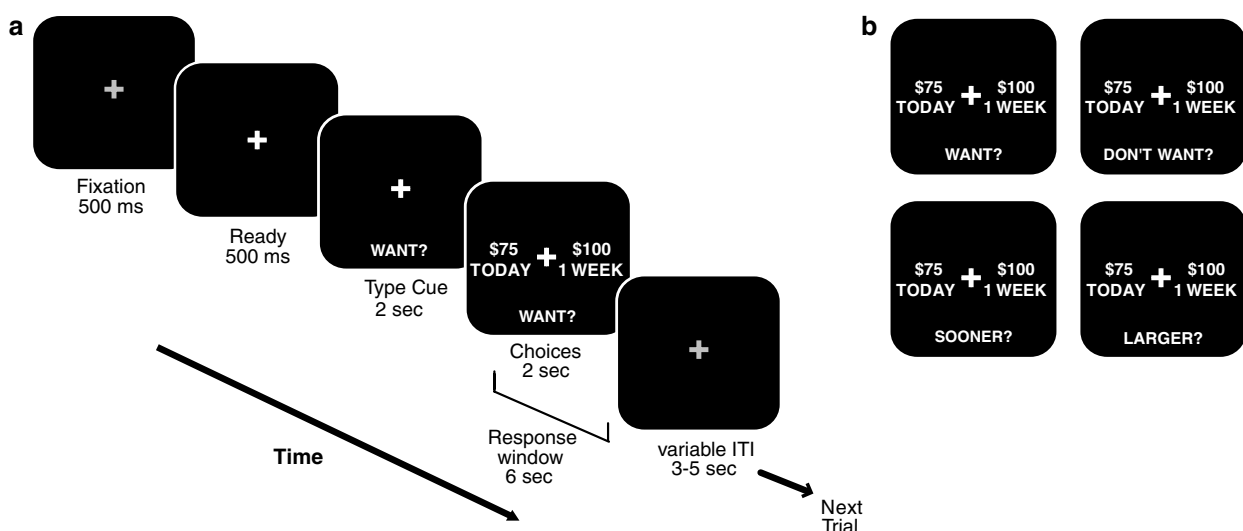 a
Fixation
500 ms
Ready
500 ms
WANT?
Type Cue
2 sec
$75 $100
TODAY 1 WEEK
WANT?
Choices
2 sec
Response
window
6 sec
variable ITI
3-5 sec
Next
Trial
Time
b
$75 $100
TODAY 1 WEEK
WANT?
$75 $100
TODAY 1 WEEK
DON'T WANT?
$75 $100
TODAY 1 WEEK
SOONER?
$75 $100
TODAY 1 WEEK
LARGER?